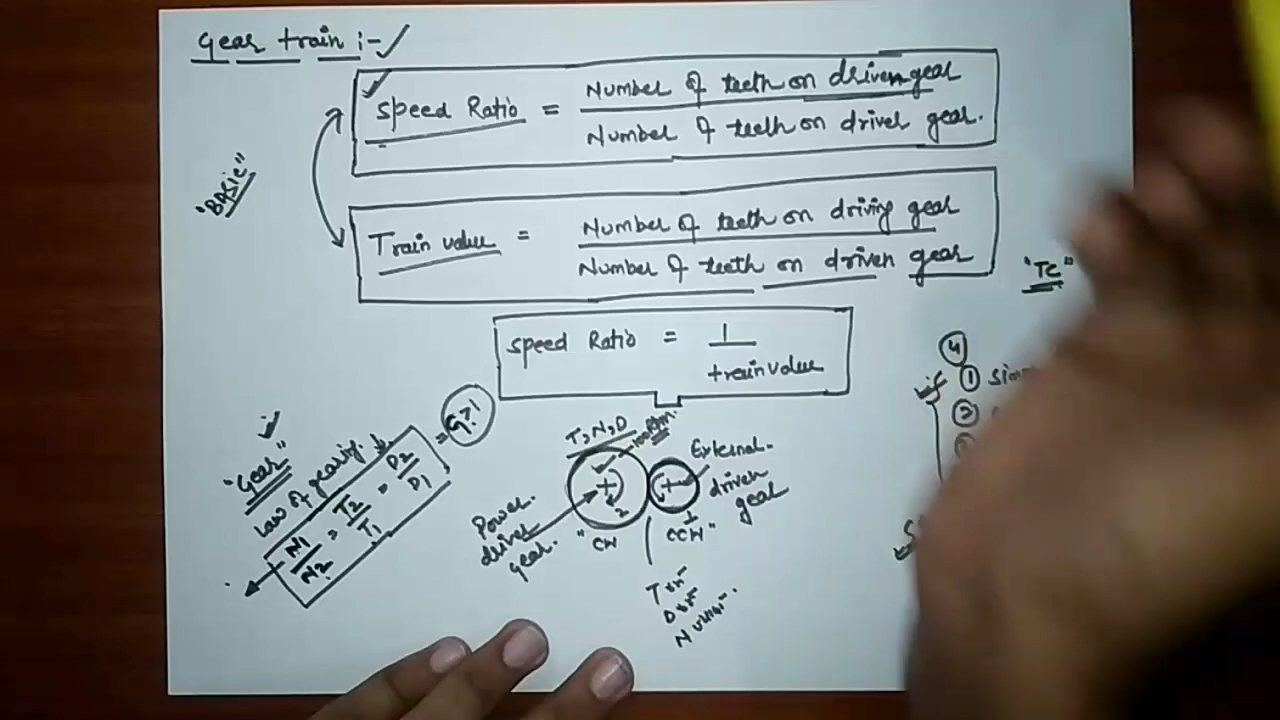 Gear train :-
Speed Ratio = Number of teeth on driven gear
Number of teeth on driver gear.
"BASIC"
Train value = Number of teeth on driving gear
Number of teeth on driven gear
"TC"
Speed Ratio = 1
train value
4
1
2
"Gear"
Law of gearing.
N1/N2 = T2/T1 = D2/D1 = G?!
T, N, D
External
driven
gear
Power
driver
gear.
2
1
"CW
CCW"